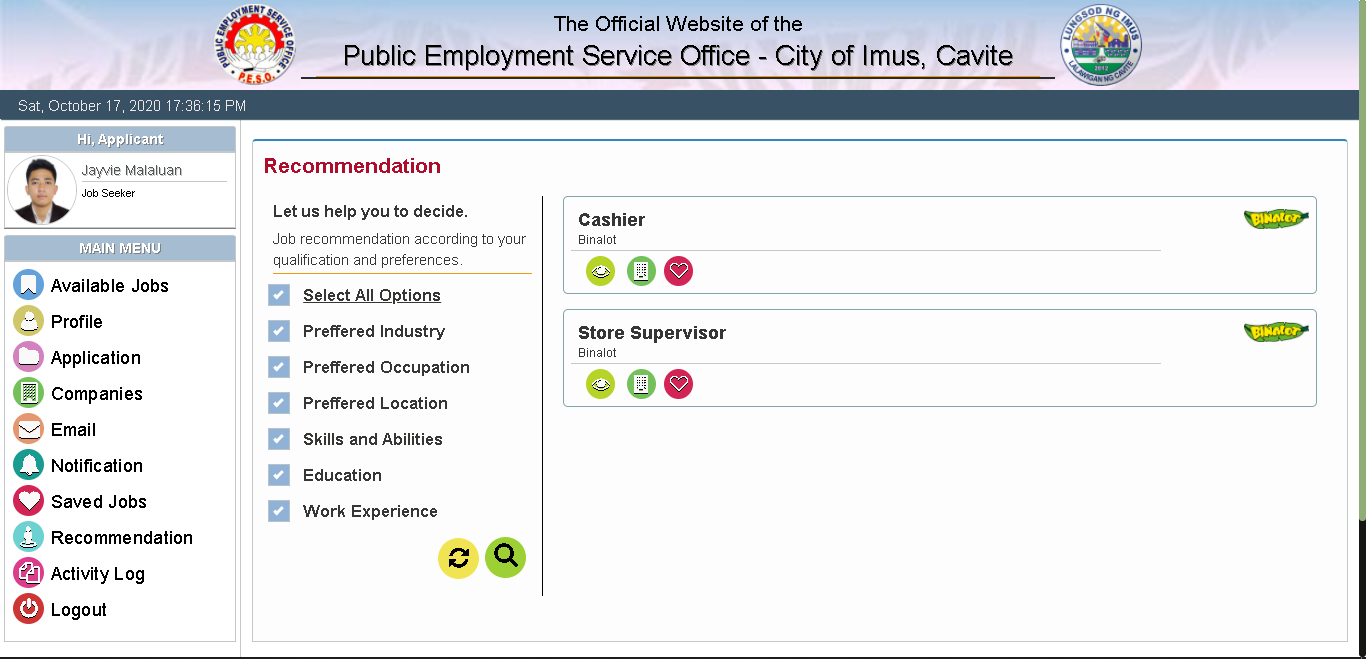 PUBLIC EMPLOYMENT SERVICE OFFICE
P.E.S.O.
The Official Website of the
Public Employment Service Office - City of Imus, Cavite
LUNGSOD NG IMUS
2012
LALAWIGAN NG CAVITE
Sat, October 17, 2020 17:36:15 PM
Hi, Applicant
Jayvie Malaluan
Job Seeker
MAIN MENU
Available Jobs
Profile
Application
Companies
Email
Notification
Saved Jobs
Recommendation
Activity Log
Logout
Recommendation
Let us help you to decide.
Job recommendation according to your
qualification and preferences.
Select All Options
Preffered Industry
Preffered Occupation
Preffered Location
Skills and Abilities
Education
Work Experience
Cashier
Binalot
BINALOT
Store Supervisor
Binalot
BINALOT